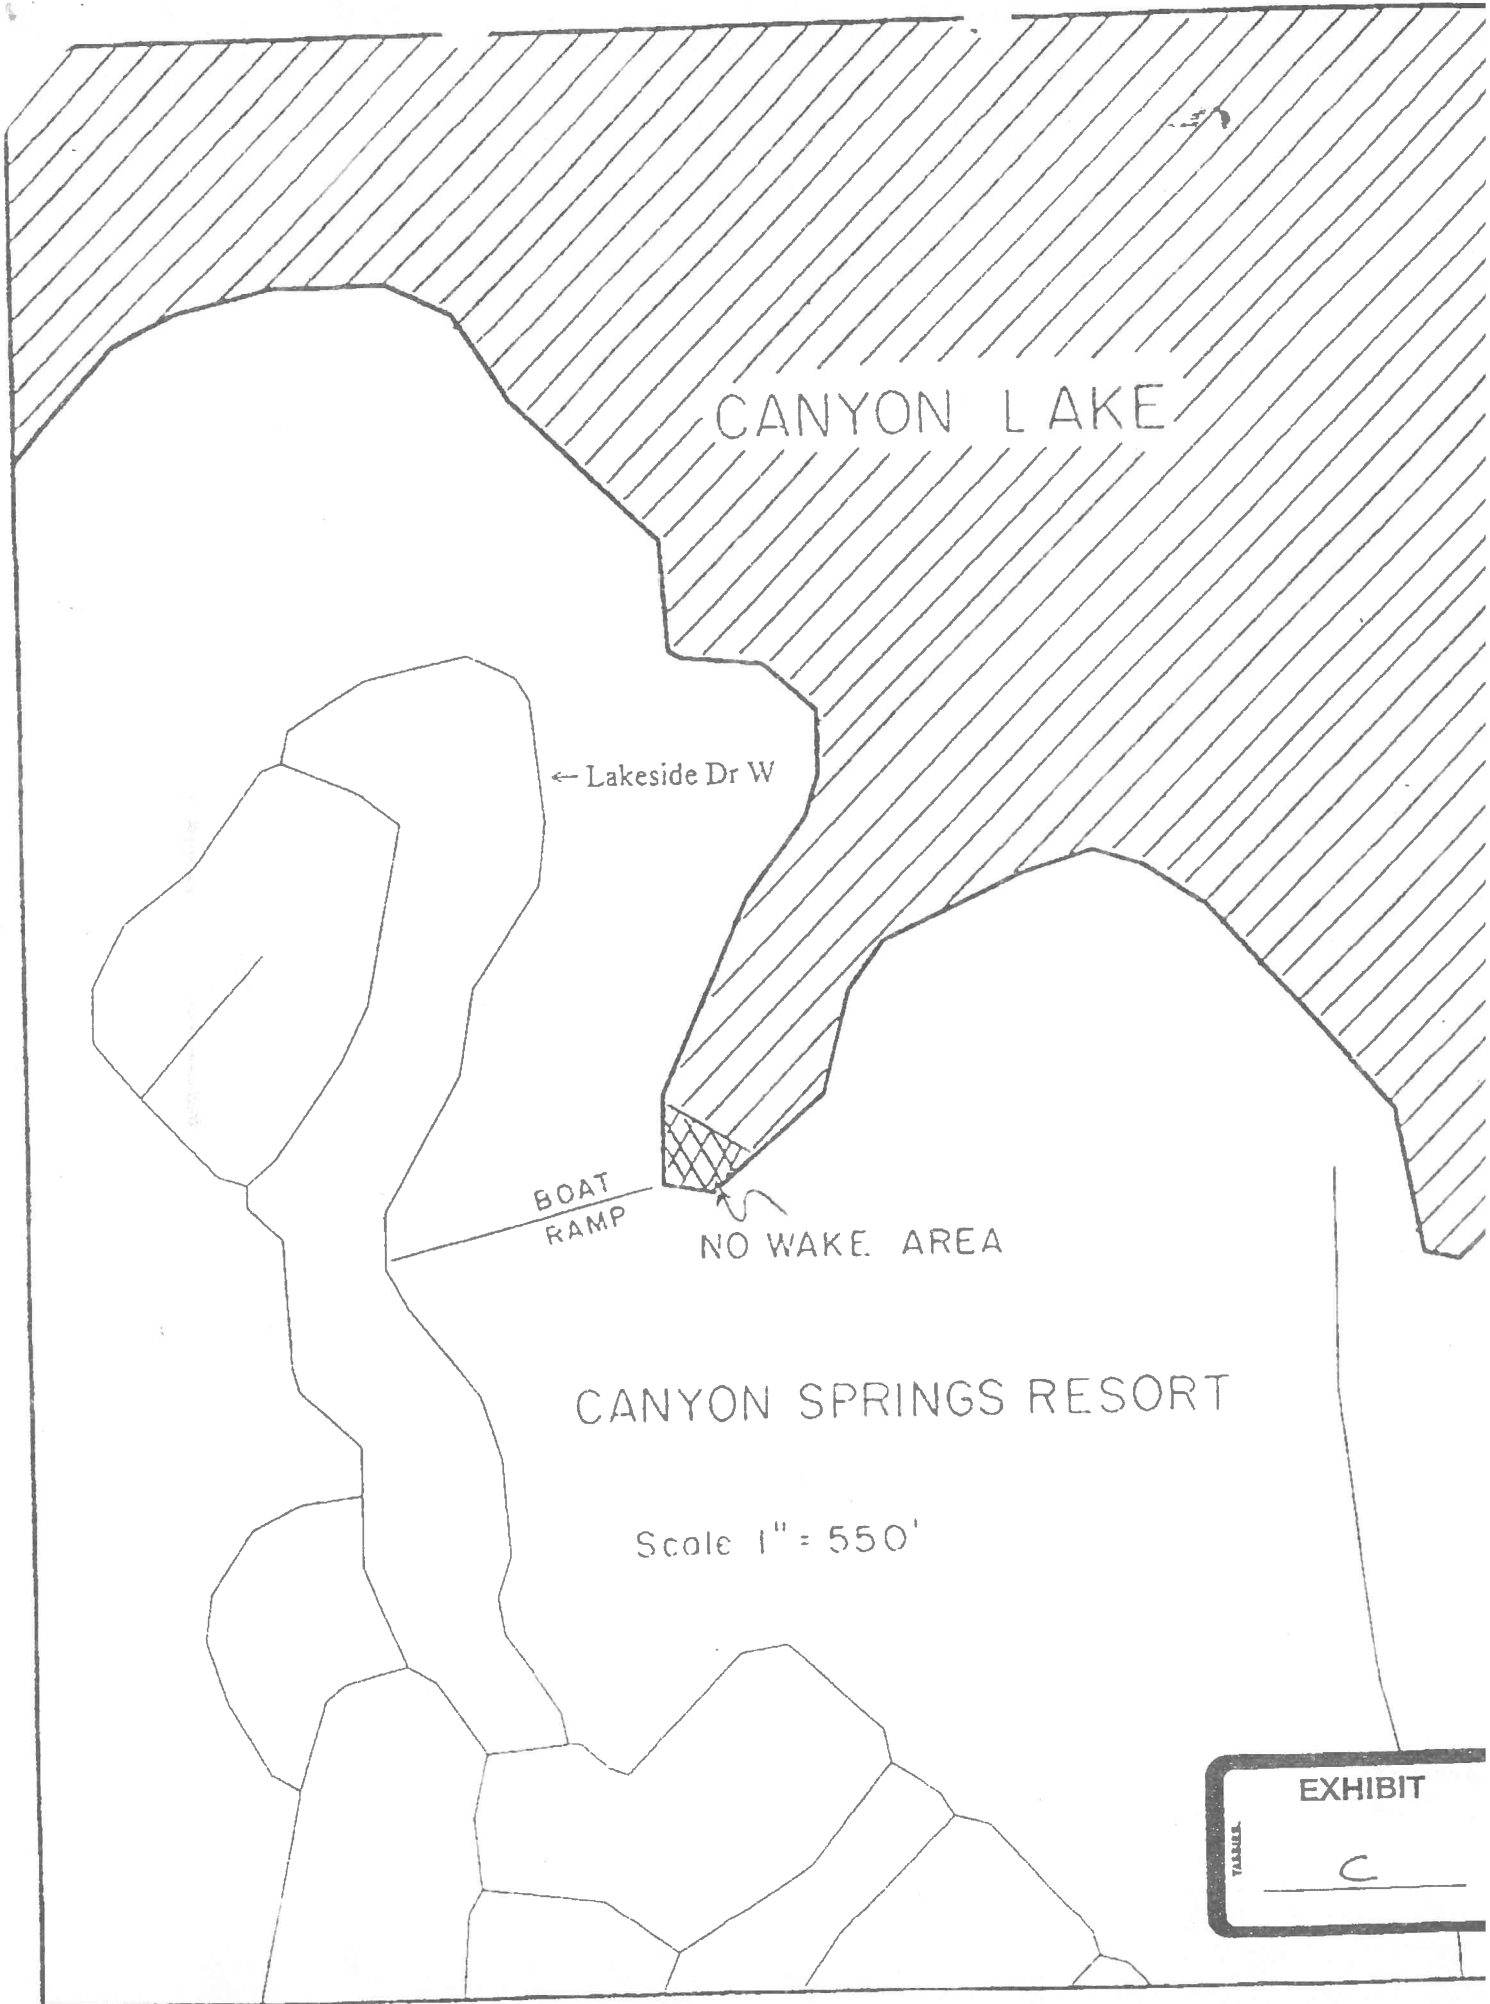 CANYON LAKE
← Lakeside Dr W
BOAT
RAMP
NO WAKE AREA
CANYON SPRINGS RESORT
Scale 1" = 550'
EXHIBIT
C